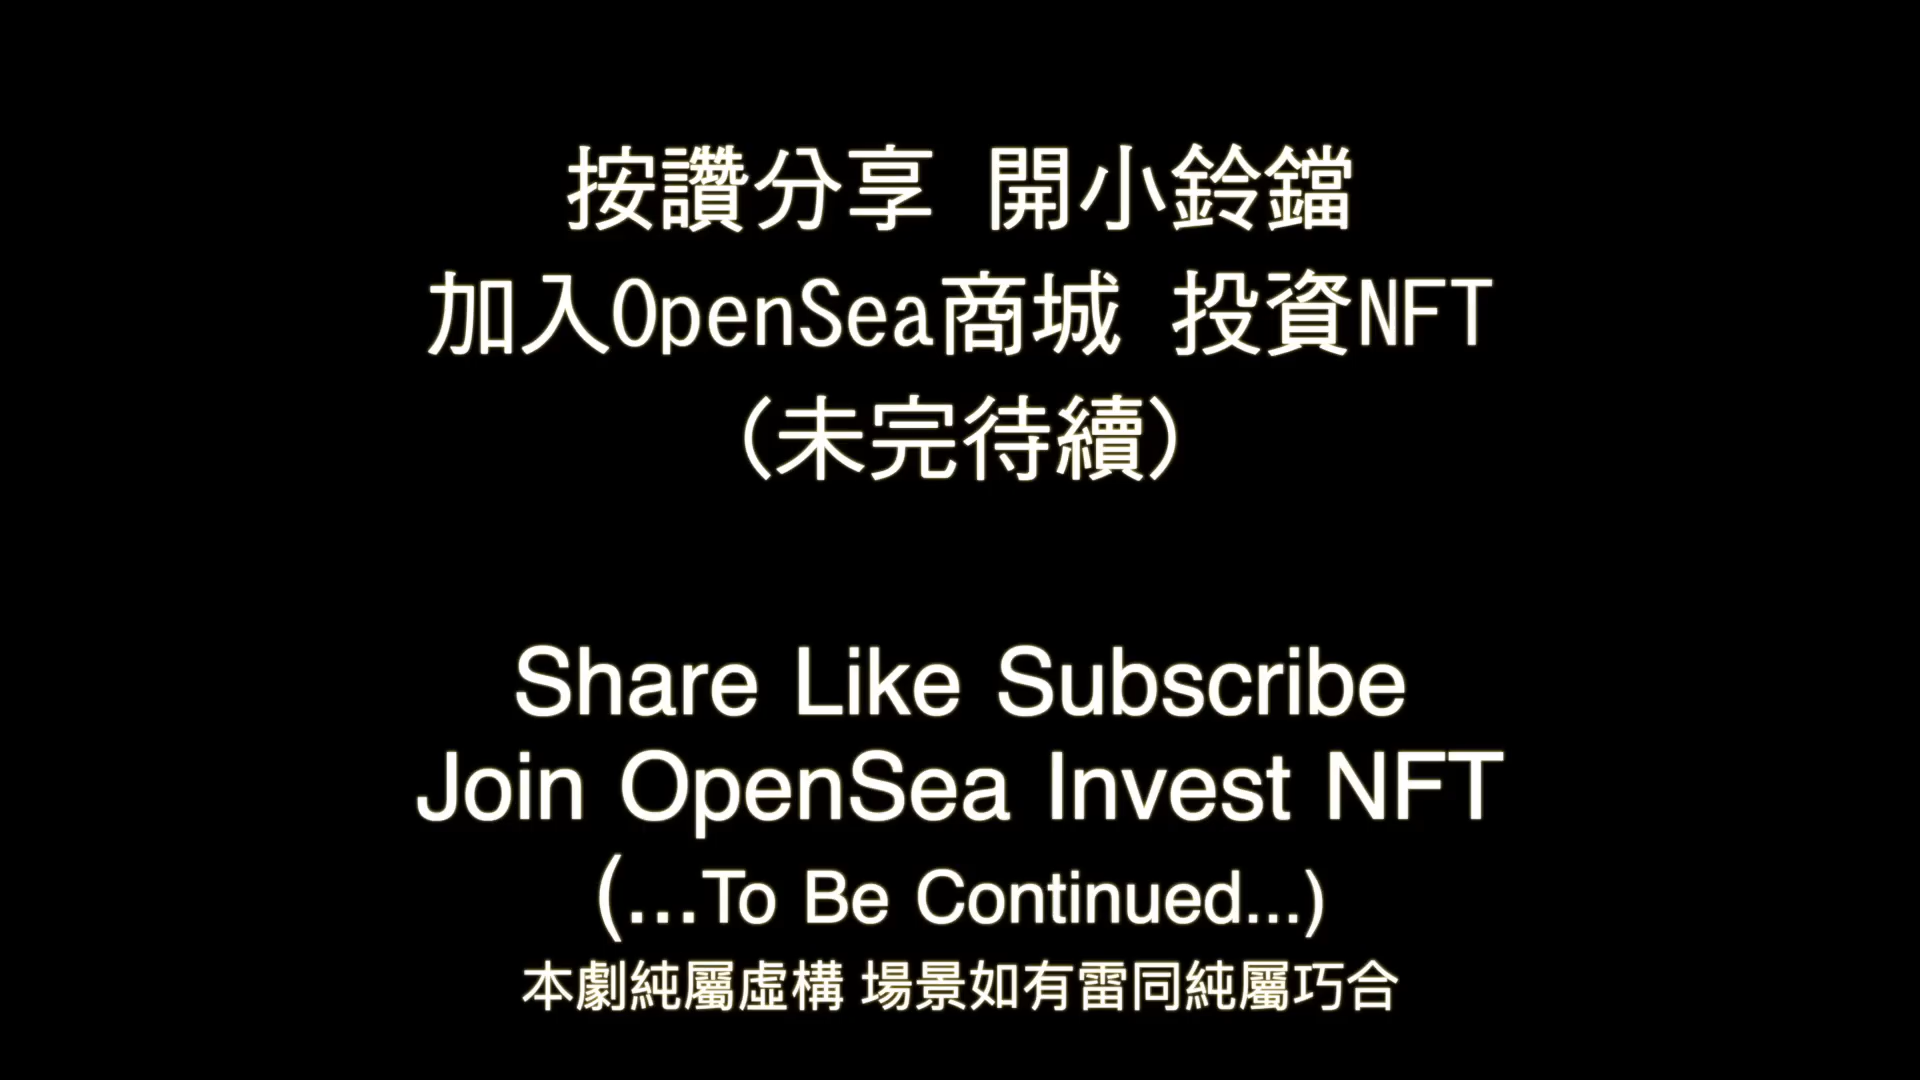 按讚分享 開小鈴鐺
加入OpenSea商城 投資NFT
(未完待續)
Share Like Subscribe
Join OpenSea Invest NFT
(...To Be Continued...)
本劇純屬虛構 場景如有雷同純屬巧合